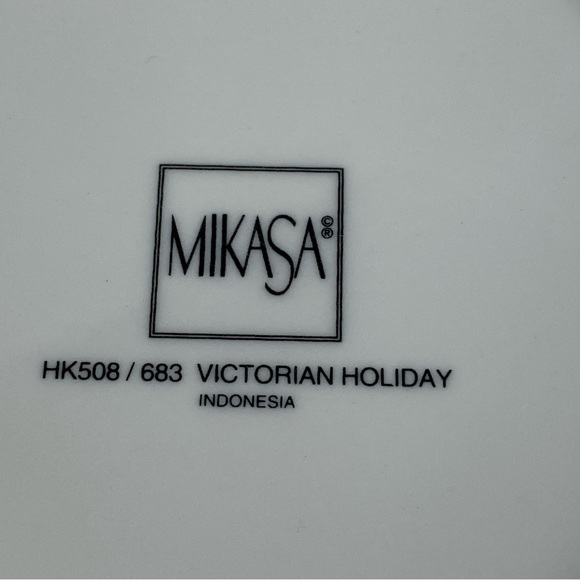 MIKASA©®
HK508 / 683 VICTORIAN HOLIDAY
INDONESIA